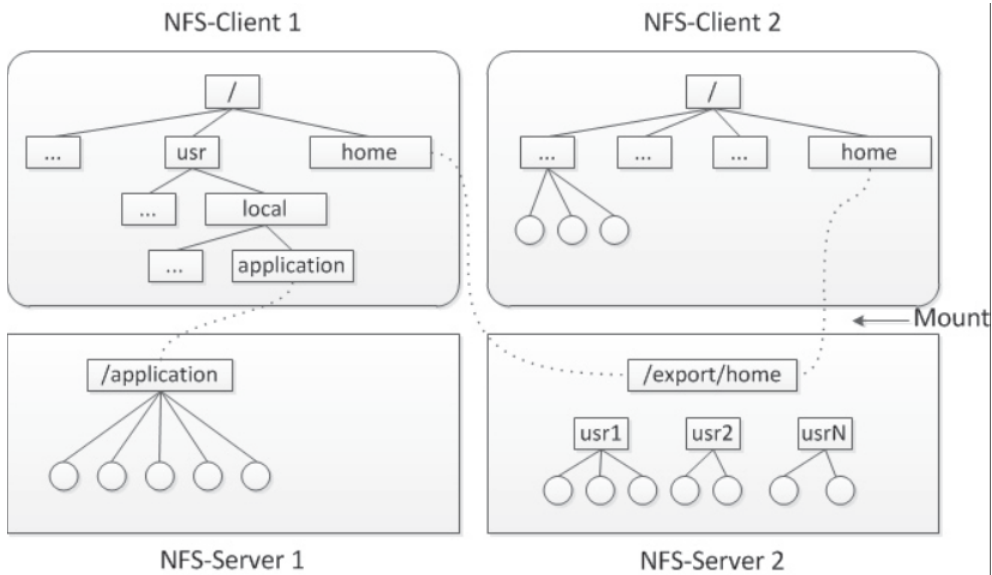 NFS-Client 1
/
...
usr
home
...
local
...
application
NFS-Client 2
/
...
...
...
home
Mount
/application
NFS-Server 1
/export/home
usr1
usr2
usrN
NFS-Server 2